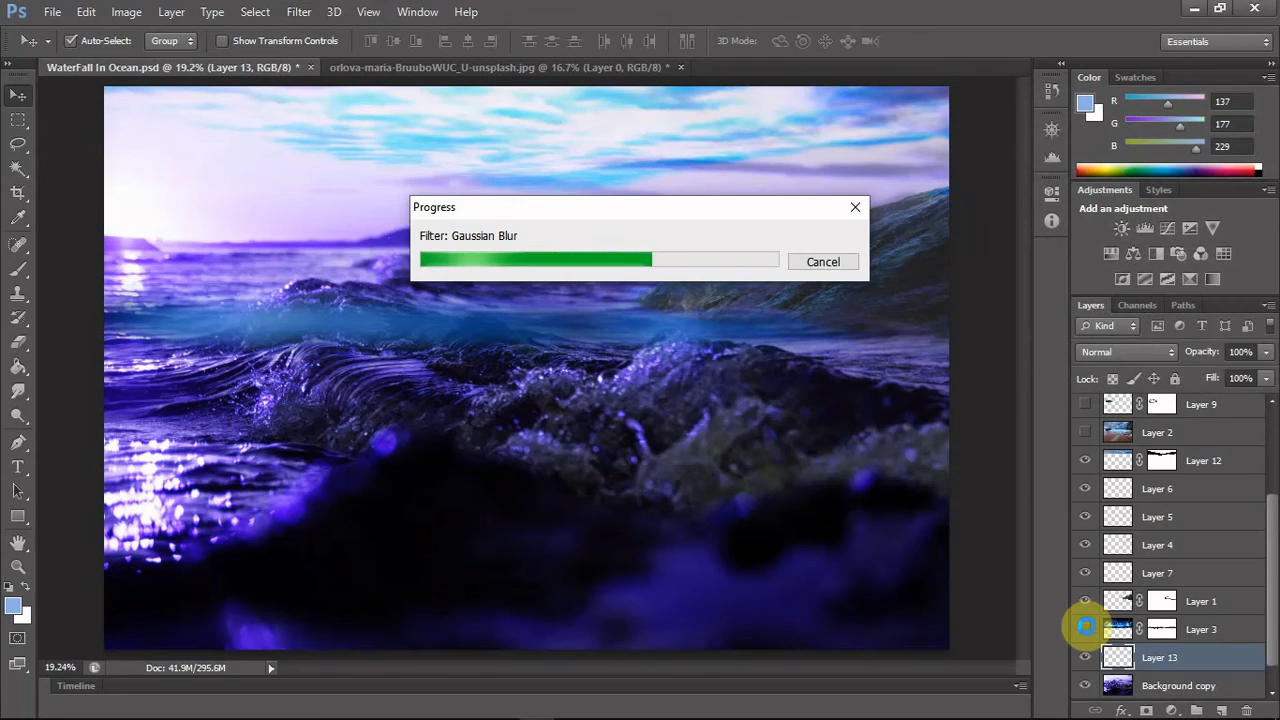 Ps File Edit Image Layer Type Select Filter 3D View Window Help
Auto-Select: Group Show Transform Controls 3D Mode: Essentials
WaterFall In Ocean.psd @ 19.2% (Layer 13, RGB/8) * × orlova-maria-BruuboWUC_U-unsplash.jpg @ 16.7% (Layer 0, RGB/8) * ×
Color Swatches
R 137
G 177
B 229
Adjustments Styles
Add an adjustment
Progress
Filter: Gaussian Blur
Cancel
Layers Channels Paths
Kind
Normal Opacity: 100%
Lock: Fill: 100%
Layer 9
Layer 2
Layer 12
Layer 6
Layer 5
Layer 4
Layer 7
Layer 1
Layer 3
Layer 13
Background copy
19.24% Doc: 41.9M/295.6M
Timeline